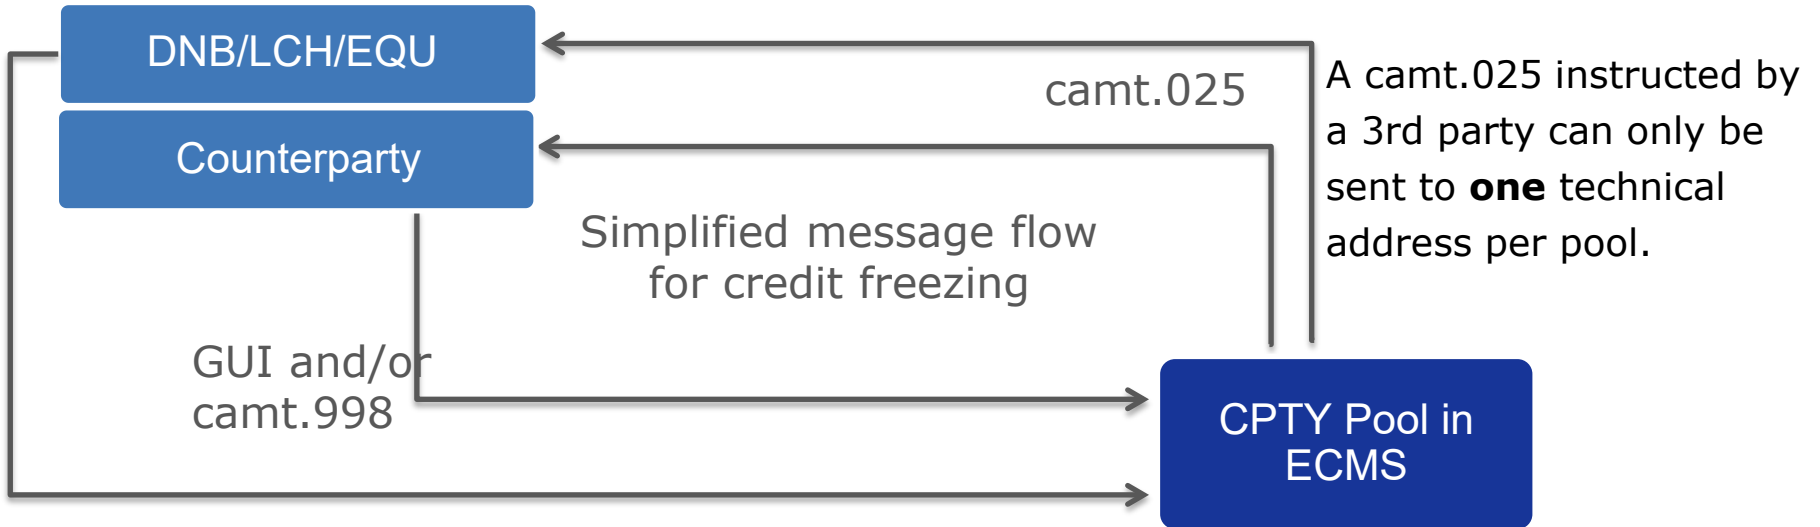 DNB/LCH/EQU
Counterparty
camt.025
A camt.025 instructed by
a 3rd party can only be
sent to one technical
address per pool.
Simplified message flow
for credit freezing
GUI and/or
camt.998
CPTY Pool in
ECMS